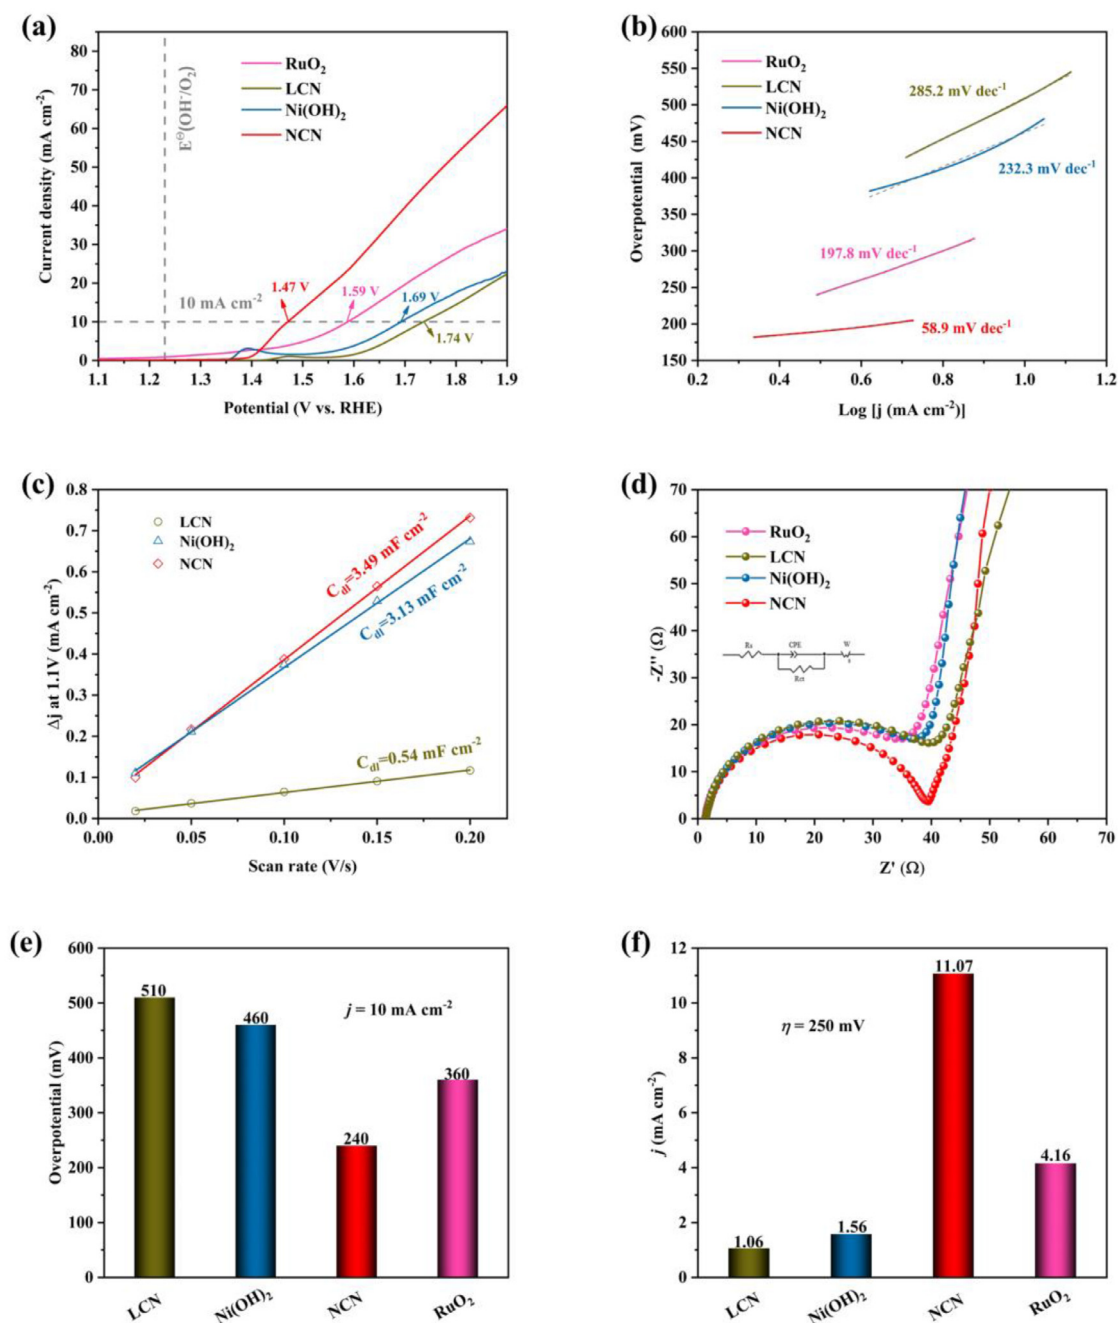 (a)
80
70
60
50
40
30
20
10
0
Current density (mA cm⁻²)
E^Θ(OH⁻/O₂)
RuO₂
LCN
Ni(OH)₂
NCN
10 mA cm⁻²
1.47 V
1.59 V
1.69 V
1.74 V
1.1 1.2 1.3 1.4 1.5 1.6 1.7 1.8 1.9
Potential (V vs. RHE)
(b)
600
550
500
450
400
350
300
250
200
150
Overpotential (mV)
RuO₂
LCN
Ni(OH)₂
NCN
285.2 mV dec⁻¹
232.3 mV dec⁻¹
197.8 mV dec⁻¹
58.9 mV dec⁻¹
0.2 0.4 0.6 0.8 1.0 1.2
Log [j (mA cm⁻²)]
(c)
0.8
0.7
0.6
0.5
0.4
0.3
0.2
0.1
0.0
Δj at 1.1V (mA cm⁻²)
LCN
Ni(OH)₂
NCN
C_dl=3.49 mF cm⁻²
C_dl=3.13 mF cm⁻²
C_dl=0.54 mF cm⁻²
0.00 0.05 0.10 0.15 0.20
Scan rate (V/s)
(d)
70
60
50
40
30
20
10
0
-Z'' (Ω)
RuO₂
LCN
Ni(OH)₂
NCN
Rs
CPE
W
s
Rct
0 10 20 30 40 50 60 70
Z' (Ω)
(e)
600
500
400
300
200
100
0
Overpotential (mV)
510
460
240
360
j = 10 mA cm⁻²
LCN Ni(OH)₂ NCN RuO₂
(f)
12
10
8
6
4
2
0
j (mA cm⁻²)
η = 250 mV
1.06
1.56
11.07
4.16
LCN Ni(OH)₂ NCN RuO₂